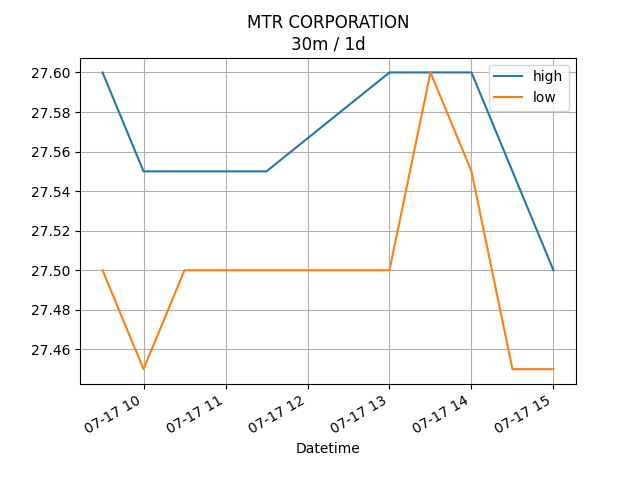 MTR CORPORATION
30m / 1d
high
low
27.60
27.58
27.56
27.54
27.52
27.50
27.48
27.46
07-17 10
07-17 11
07-17 12
07-17 13
07-17 14
07-17 15
Datetime